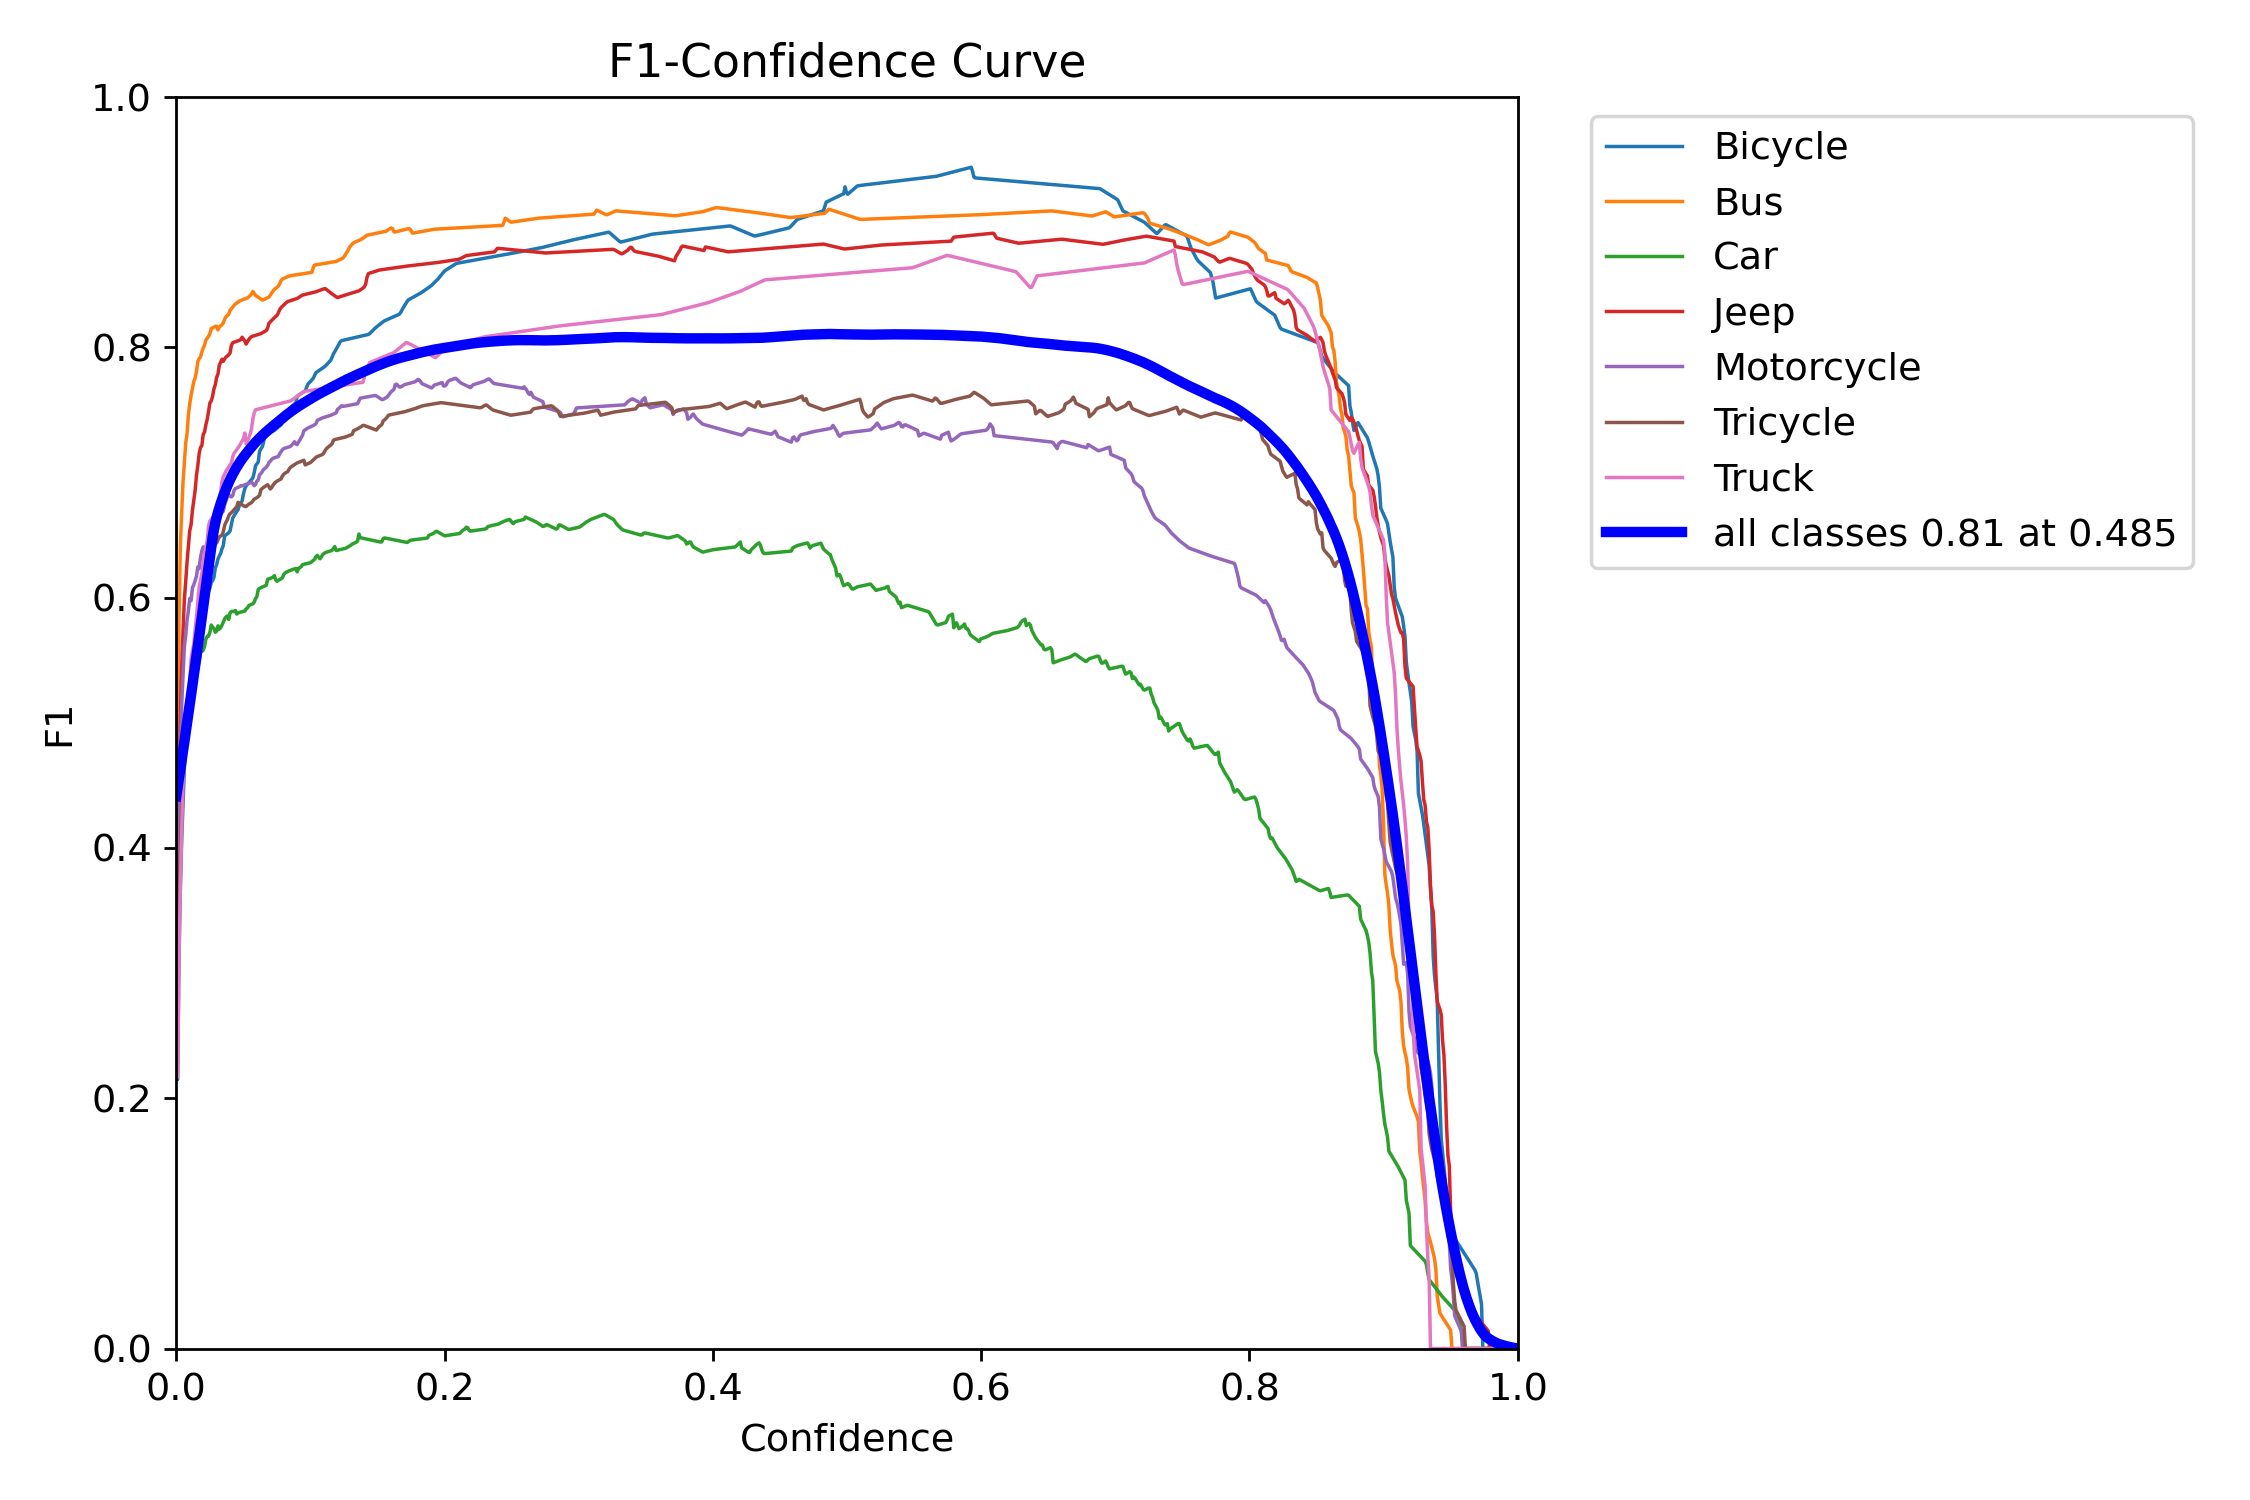 F1-Confidence Curve
1.0
0.8
0.6
0.4
0.2
0.0
F1
0.0 0.2 0.4 0.6 0.8 1.0
Confidence
Bicycle
Bus
Car
Jeep
Motorcycle
Tricycle
Truck
all classes 0.81 at 0.485